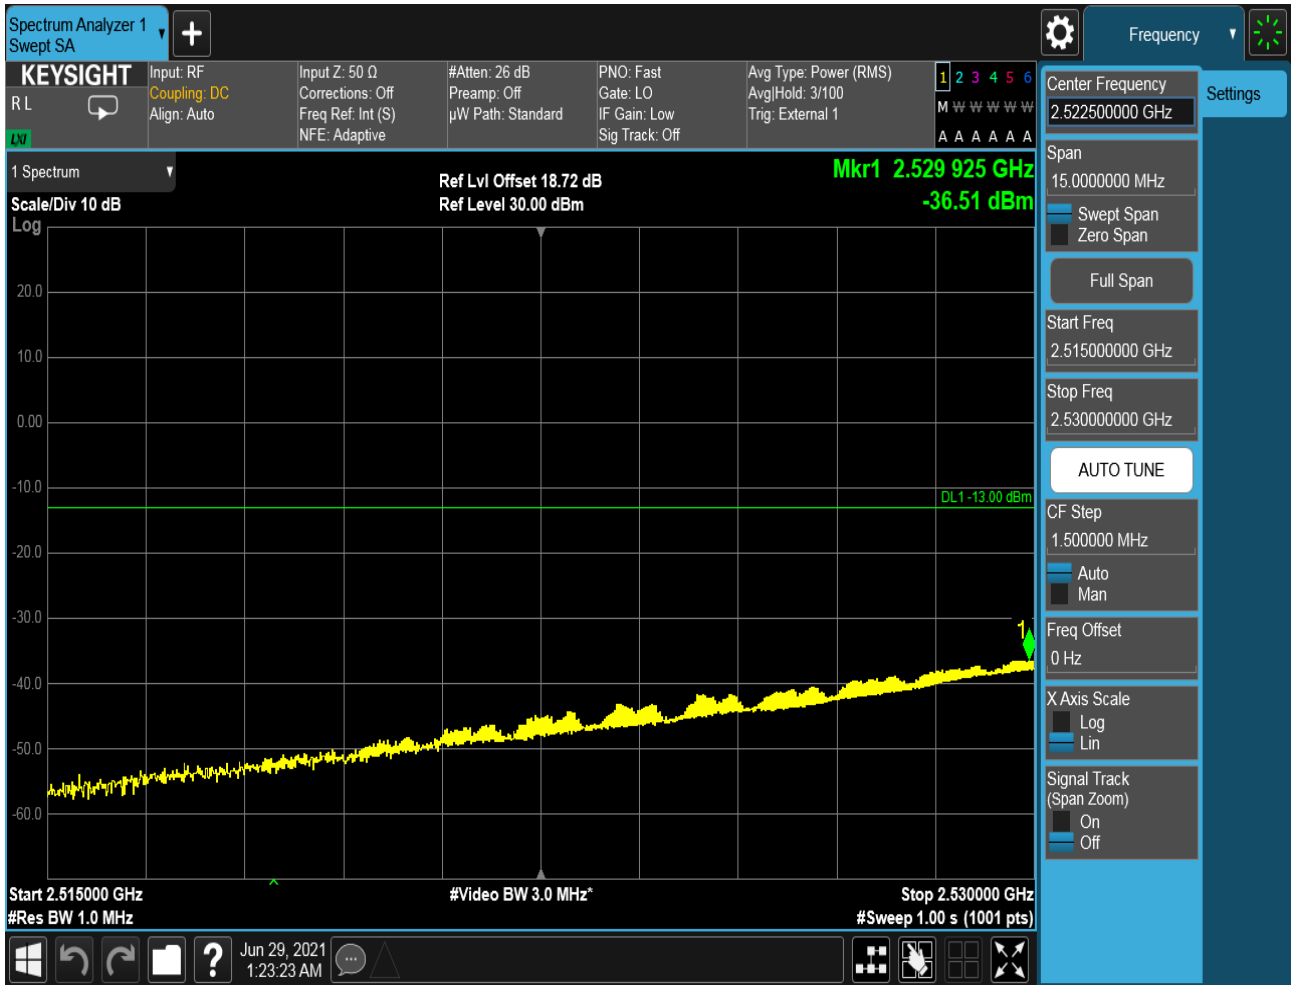 Spectrum Analyzer 1
Swept SA
Frequency
KEYSIGHT
R L
LXI
Input: RF
Coupling: DC
Align: Auto
Input Z: 50 Ω
Corrections: Off
Freq Ref: Int (S)
NFE: Adaptive
#Atten: 26 dB
Preamp: Off
µW Path: Standard
PNO: Fast
Gate: LO
IF Gain: Low
Sig Track: Off
Avg Type: Power (RMS)
Avg|Hold: 3/100
Trig: External 1
1 2 3 4 5 6
M W W W W W
A A A A A A
1 Spectrum
Scale/Div 10 dB
Log
Ref Lvl Offset 18.72 dB
Ref Level 30.00 dBm
Mkr1 2.529 925 GHz
-36.51 dBm
20.0
10.0
0.00
-10.0
-20.0
-30.0
-40.0
-50.0
-60.0
DL1 -13.00 dBm
1
Start 2.515000 GHz
#Res BW 1.0 MHz
#Video BW 3.0 MHz*
Stop 2.530000 GHz
#Sweep 1.00 s (1001 pts)
Center Frequency
2.522500000 GHz
Span
15.0000000 MHz
Swept Span
Zero Span
Full Span
Start Freq
2.515000000 GHz
Stop Freq
2.530000000 GHz
AUTO TUNE
CF Step
1.500000 MHz
Auto
Man
Freq Offset
0 Hz
X Axis Scale
Log
Lin
Signal Track
(Span Zoom)
On
Off
Settings
?
Jun 29, 2021
1:23:23 AM